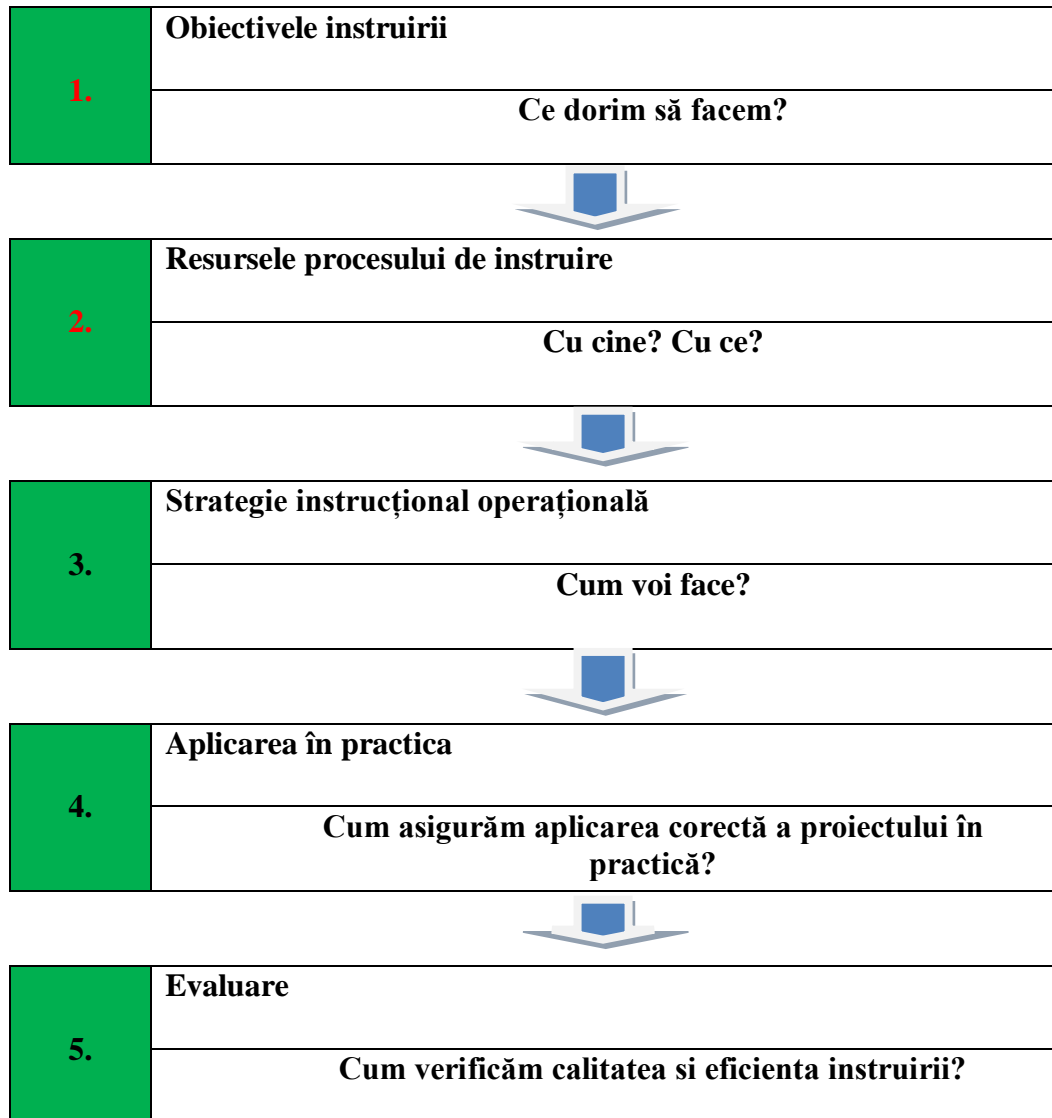 Obiectivele instruirii
1.
Ce dorim să facem?
Resursele procesului de instruire
2.
Cu cine? Cu ce?
Strategie instrucțional operațională
3.
Cum voi face?
Aplicarea în practica
4.
Cum asigurăm aplicarea corectă a proiectului în
practică?
Evaluare
5.
Cum verificăm calitatea si eficienta instruirii?